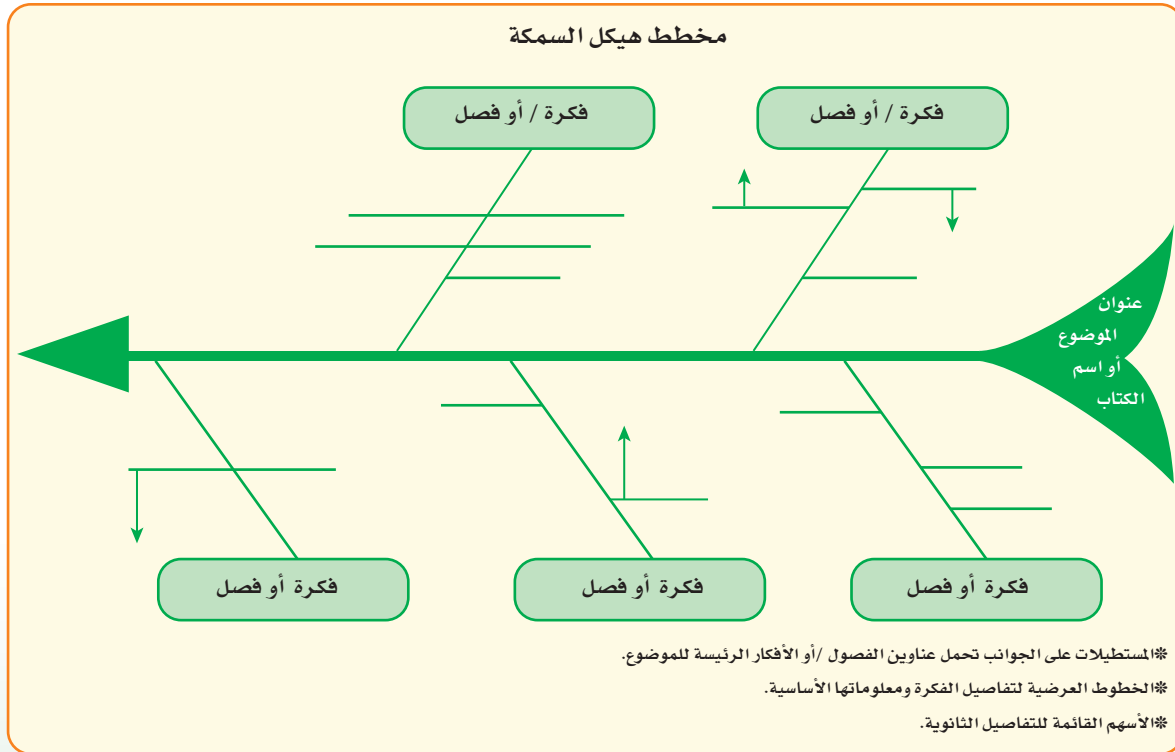 مخطط هيكل السمكة
فكرة / أو فصل
فكرة / أو فصل
عنوان
الموضوع
أو اسم
الكتاب
فكرة أو فصل
فكرة أو فصل
فكرة أو فصل
❊المستطيلات على الجوانب تحمل عناوين الفصول /أو الأفكار الرئيسة للموضوع.
❊الخطوط العرضية لتفاصيل الفكرة ومعلوماتها الأساسية.
❊الأسهم القائمة للتفاصيل الثانوية.